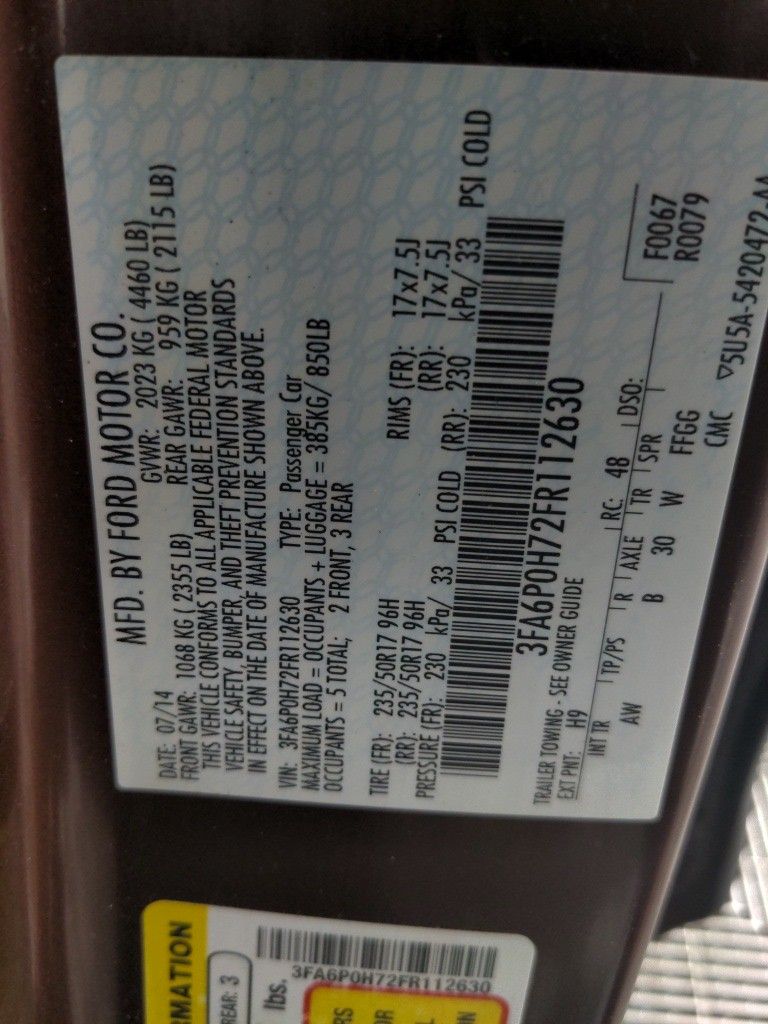 MFD. BY FORD MOTOR CO.
DATE: 07/14 GVWR: 2023 KG ( 4460 LB)
FRONT GAWR: 1068 KG ( 2355 LB) REAR GAWR: 959 KG ( 2115 LB)
THIS VEHICLE CONFORMS TO ALL APPLICABLE FEDERAL MOTOR
VEHICLE SAFETY, BUMPER, AND THEFT PREVENTION STANDARDS
IN EFFECT ON THE DATE OF MANUFACTURE SHOWN ABOVE.
VIN: 3FA6P0H72FR112630 TYPE: Passenger Car
MAXIMUM LOAD = OCCUPANTS + LUGGAGE = 385KG/ 850LB
OCCUPANTS = 5 TOTAL; 2 FRONT, 3 REAR
TIRE (FR): 235/50R17 96H RIMS (FR): 17x7.5J
(RR): 235/50R17 96H (RR): 17x7.5J
PRESSURE (FR): 230 kPa/ 33 PSI COLD (RR): 230 kPa/ 33 PSI COLD
3FA6P0H72FR112630
TRAILER TOWING - SEE OWNER GUIDE
EXT PNT: H9 RC: 48 DSO: F0067
R0079
INT TR TP/PS R AXLE TR SPR
AW B 30 W FFGG
CMC ▽5U5A-5420472-AA
RMATION
REAR: 3
3FA6P0H72FR112630
lbs.
RS
OR
L
IN